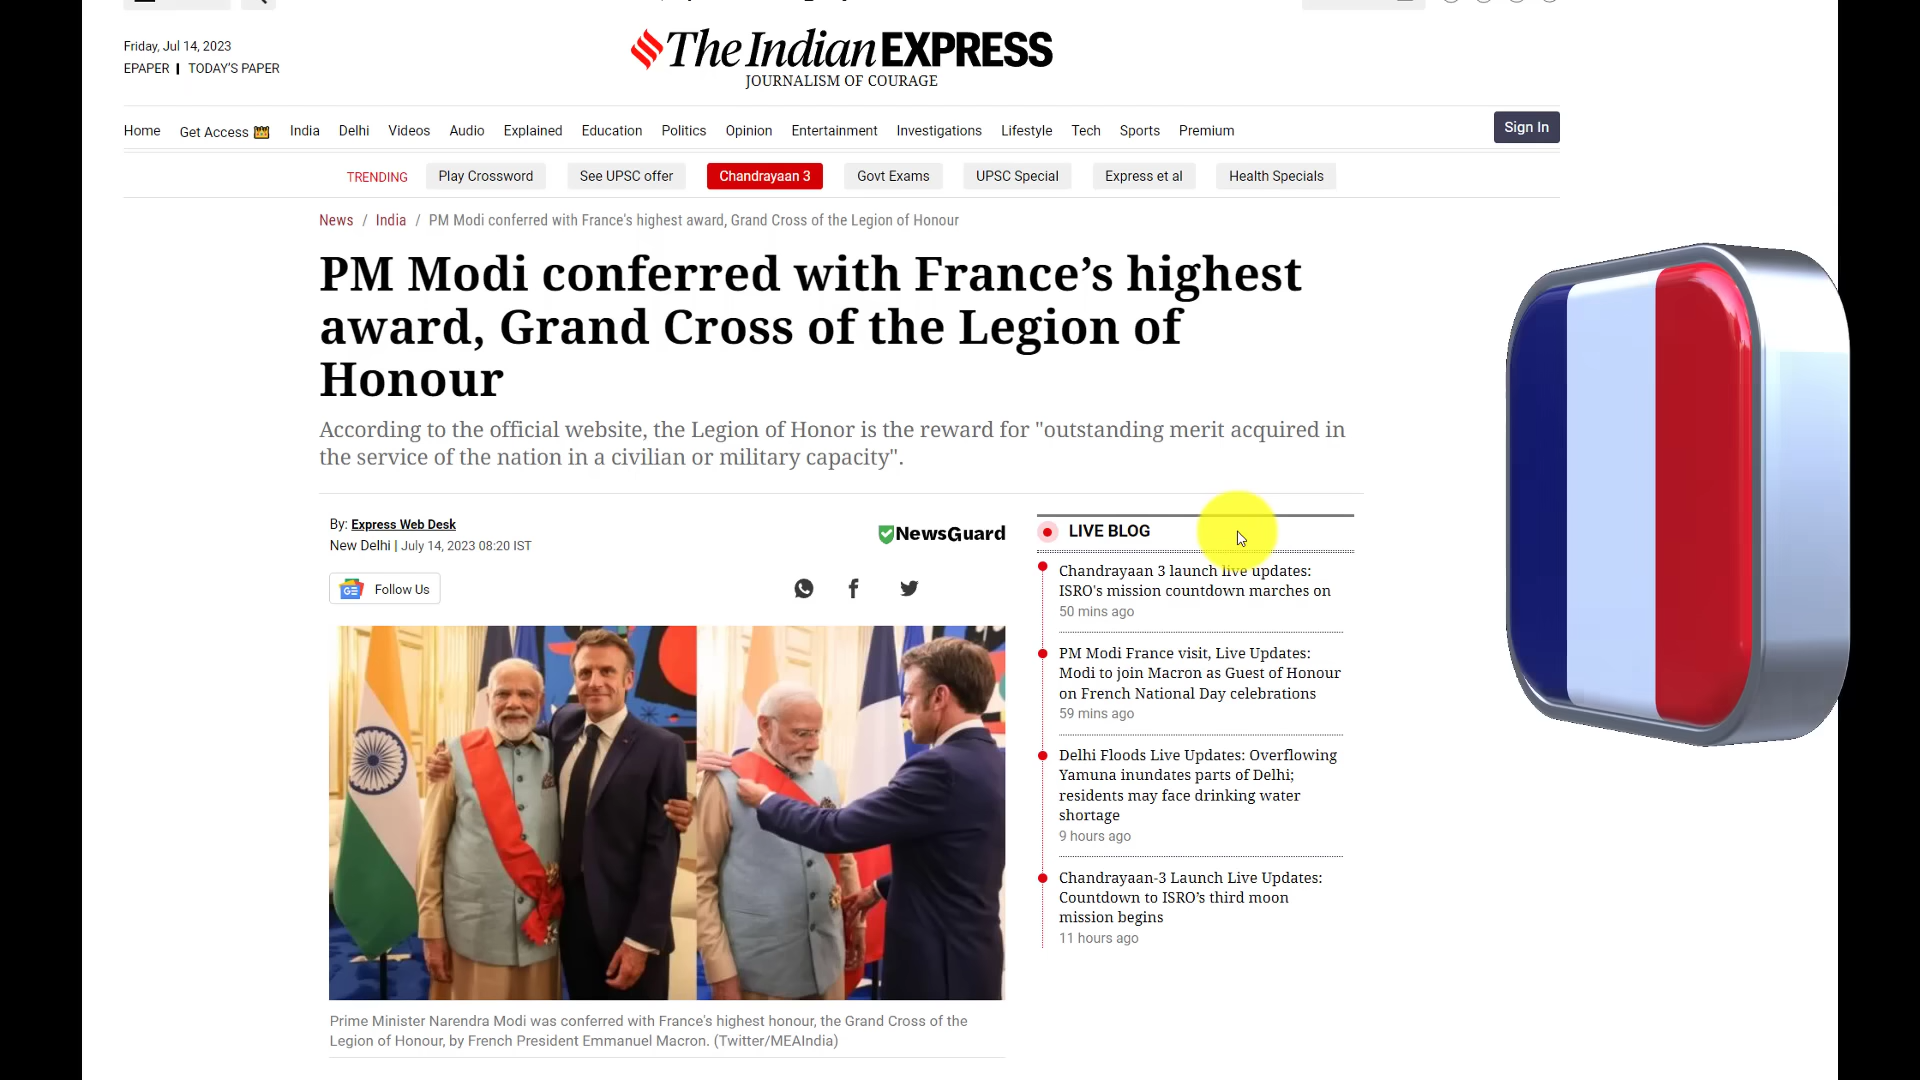 Friday, Jul 14, 2023
EPAPER | TODAY'S PAPER
The Indian EXPRESS
JOURNALISM OF COURAGE
Home Get Access India Delhi Videos Audio Explained Education Politics Opinion Entertainment Investigations Lifestyle Tech Sports Premium
Sign In
TRENDING Play Crossword See UPSC offer Chandrayaan 3 Govt Exams UPSC Special Express et al Health Specials
News / India / PM Modi conferred with France's highest award, Grand Cross of the Legion of Honour
PM Modi conferred with France’s highest
award, Grand Cross of the Legion of
Honour
According to the official website, the Legion of Honor is the reward for "outstanding merit acquired in
the service of the nation in a civilian or military capacity".
By: Express Web Desk
New Delhi | July 14, 2023 08:20 IST
NewsGuard
GE Follow Us
Prime Minister Narendra Modi was conferred with France's highest honour, the Grand Cross of the
Legion of Honour, by French President Emmanuel Macron. (Twitter/MEAIndia)
LIVE BLOG
Chandrayaan 3 launch live updates:
ISRO's mission countdown marches on
50 mins ago
PM Modi France visit, Live Updates:
Modi to join Macron as Guest of Honour
on French National Day celebrations
59 mins ago
Delhi Floods Live Updates: Overflowing
Yamuna inundates parts of Delhi;
residents may face drinking water
shortage
9 hours ago
Chandrayaan-3 Launch Live Updates:
Countdown to ISRO’s third moon
mission begins
11 hours ago